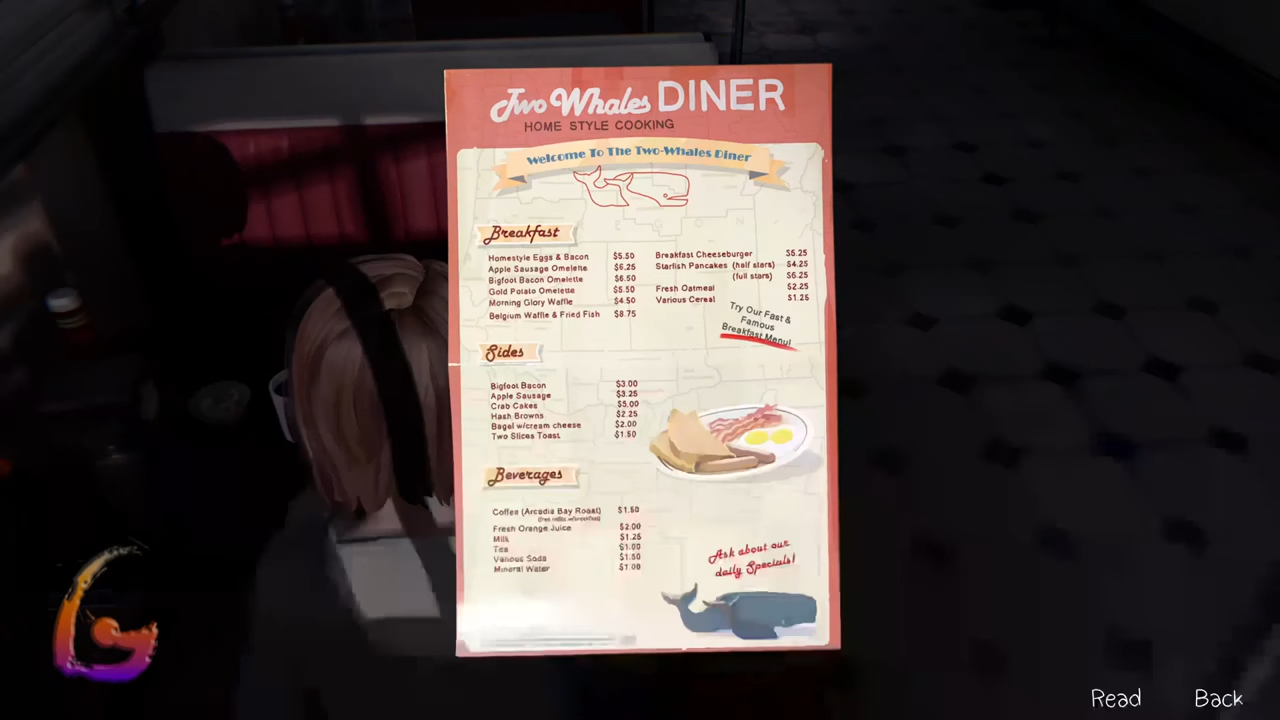 Two Whales DINER
HOME STYLE COOKING
Welcome To The Two-Whales Diner
Breakfast
Homestyle Eggs & Bacon $5.50
Apple Sausage Omelette $6.25
Bigfoot Bacon Omelette $6.50
Gold Potato Omelette $5.50
Morning Glory Waffle $4.50
Belgium Waffle & Fried Fish $8.75
Breakfast Cheeseburger $5.25
Starfish Pancakes (half stars) $4.25
(full stars) $6.25
Fresh Oatmeal $2.25
Various Cereal $1.25
Try Our Fast &
Famous
Breakfast Menu!
Sides
Bigfoot Bacon $3.00
Apple Sausage $3.25
Crab Cakes $5.00
Hash Browns $2.25
Bagel w/cream cheese $2.00
Two Slices Toast $1.50
Beverages
Coffee (Arcadia Bay Roast) $1.50
Fresh Orange Juice $2.00
Milk $1.25
Tea $1.00
Various Soda $1.50
Mineral Water $1.00
Ask about our
daily Specials!
Read Back